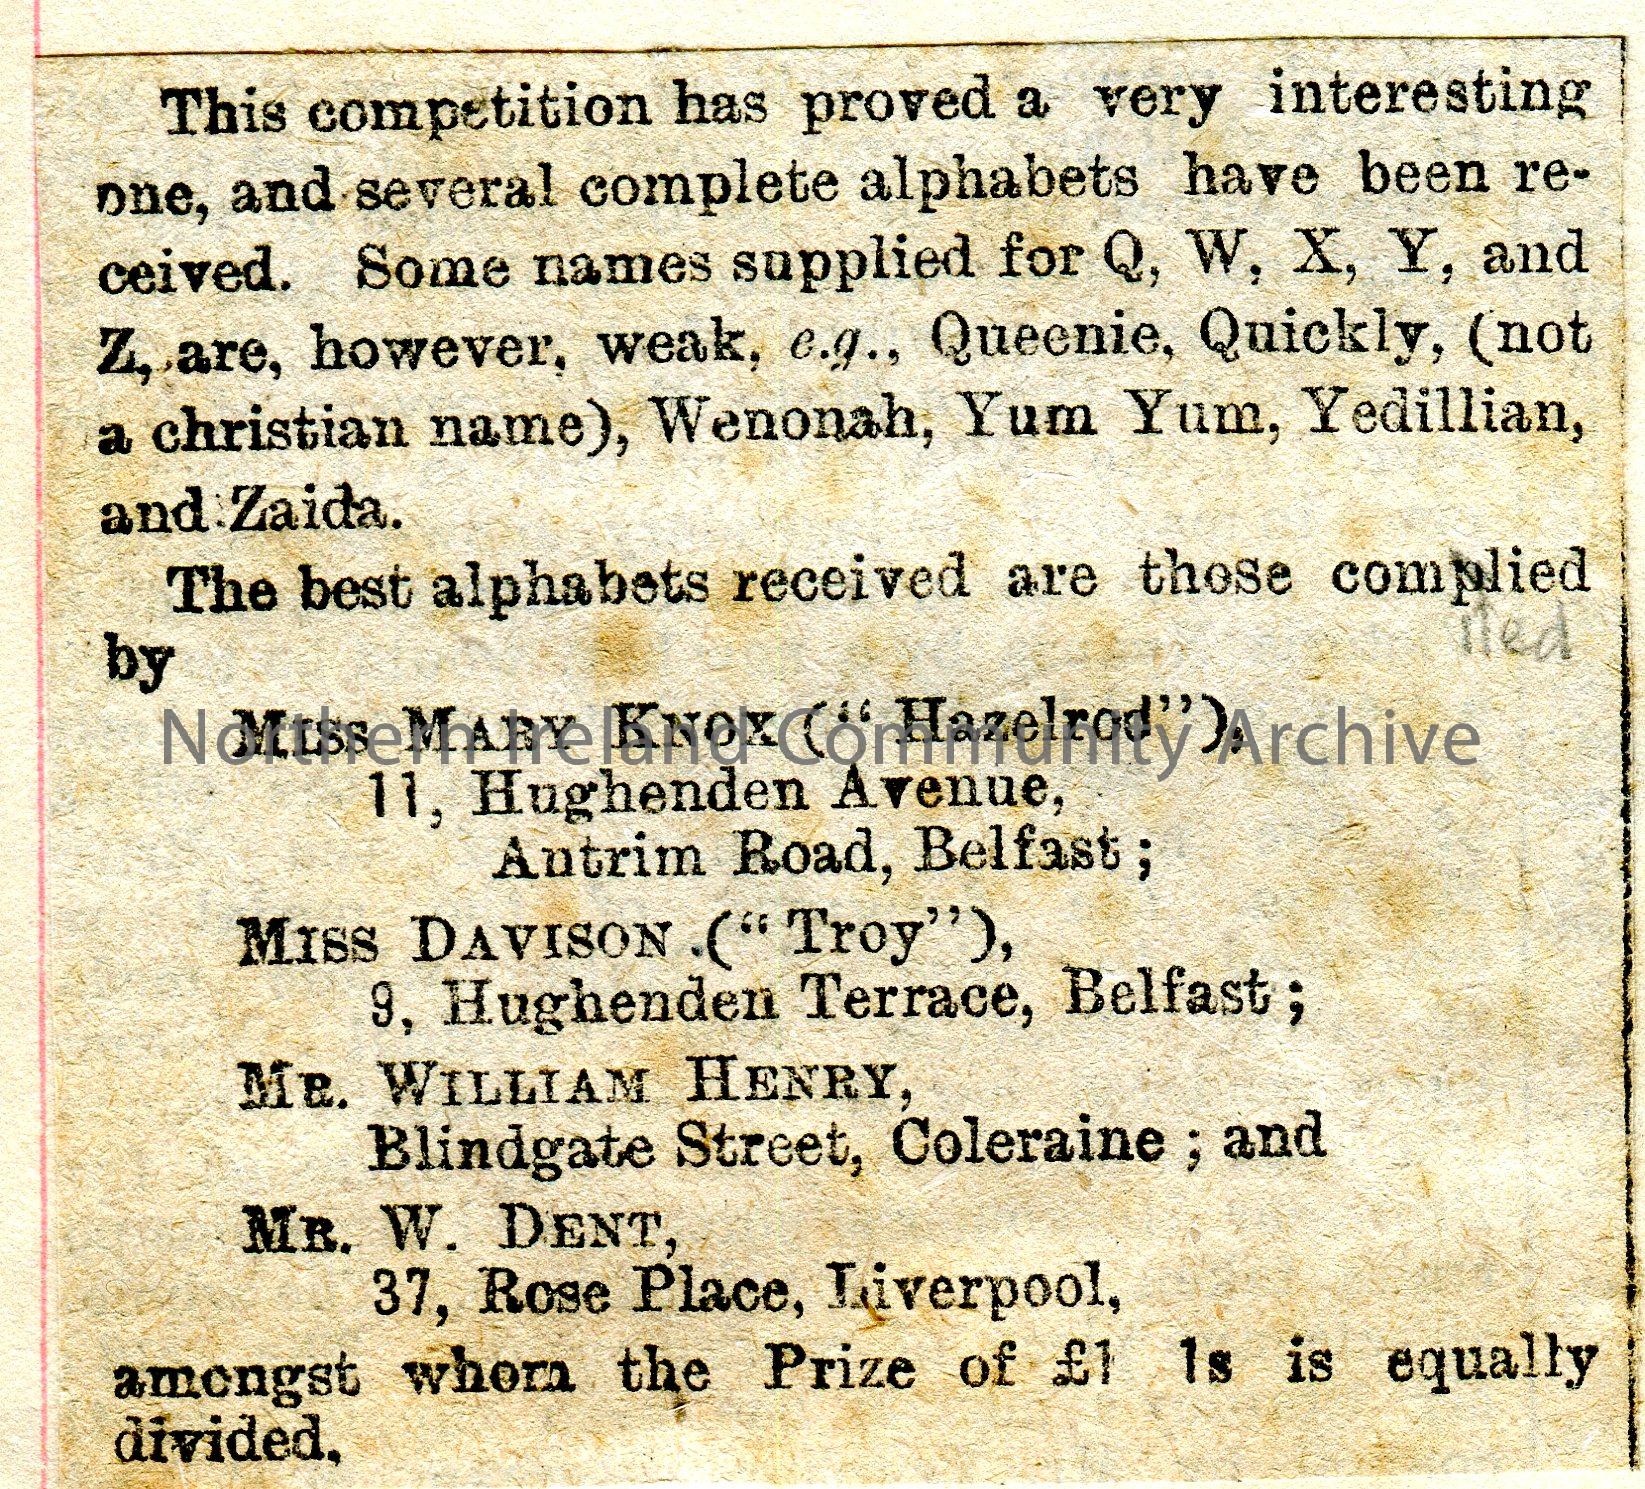 This competition has proved a very interesting
one, and several complete alphabets have been re-
ceived. Some names supplied for Q, W, X, Y, and
Z, are, however, weak, e.g., Queenie, Quickly, (not
a christian name), Wenonah, Yum Yum, Yedillian,
and Zaida.
The best alphabets received are those complied
iled
by
MISS MARY KNOX ("Hazelrod"),
Northern Ireland Community Archive
11, Hughenden Avenue,
Antrim Road, Belfast;
MISS DAVISON ("Troy"),
9, Hughenden Terrace, Belfast;
MR. WILLIAM HENRY,
Blindgate Street, Coleraine; and
MR. W. DENT,
37, Rose Place, Liverpool,
amongst whom the Prize of £1 1s is equally
divided.